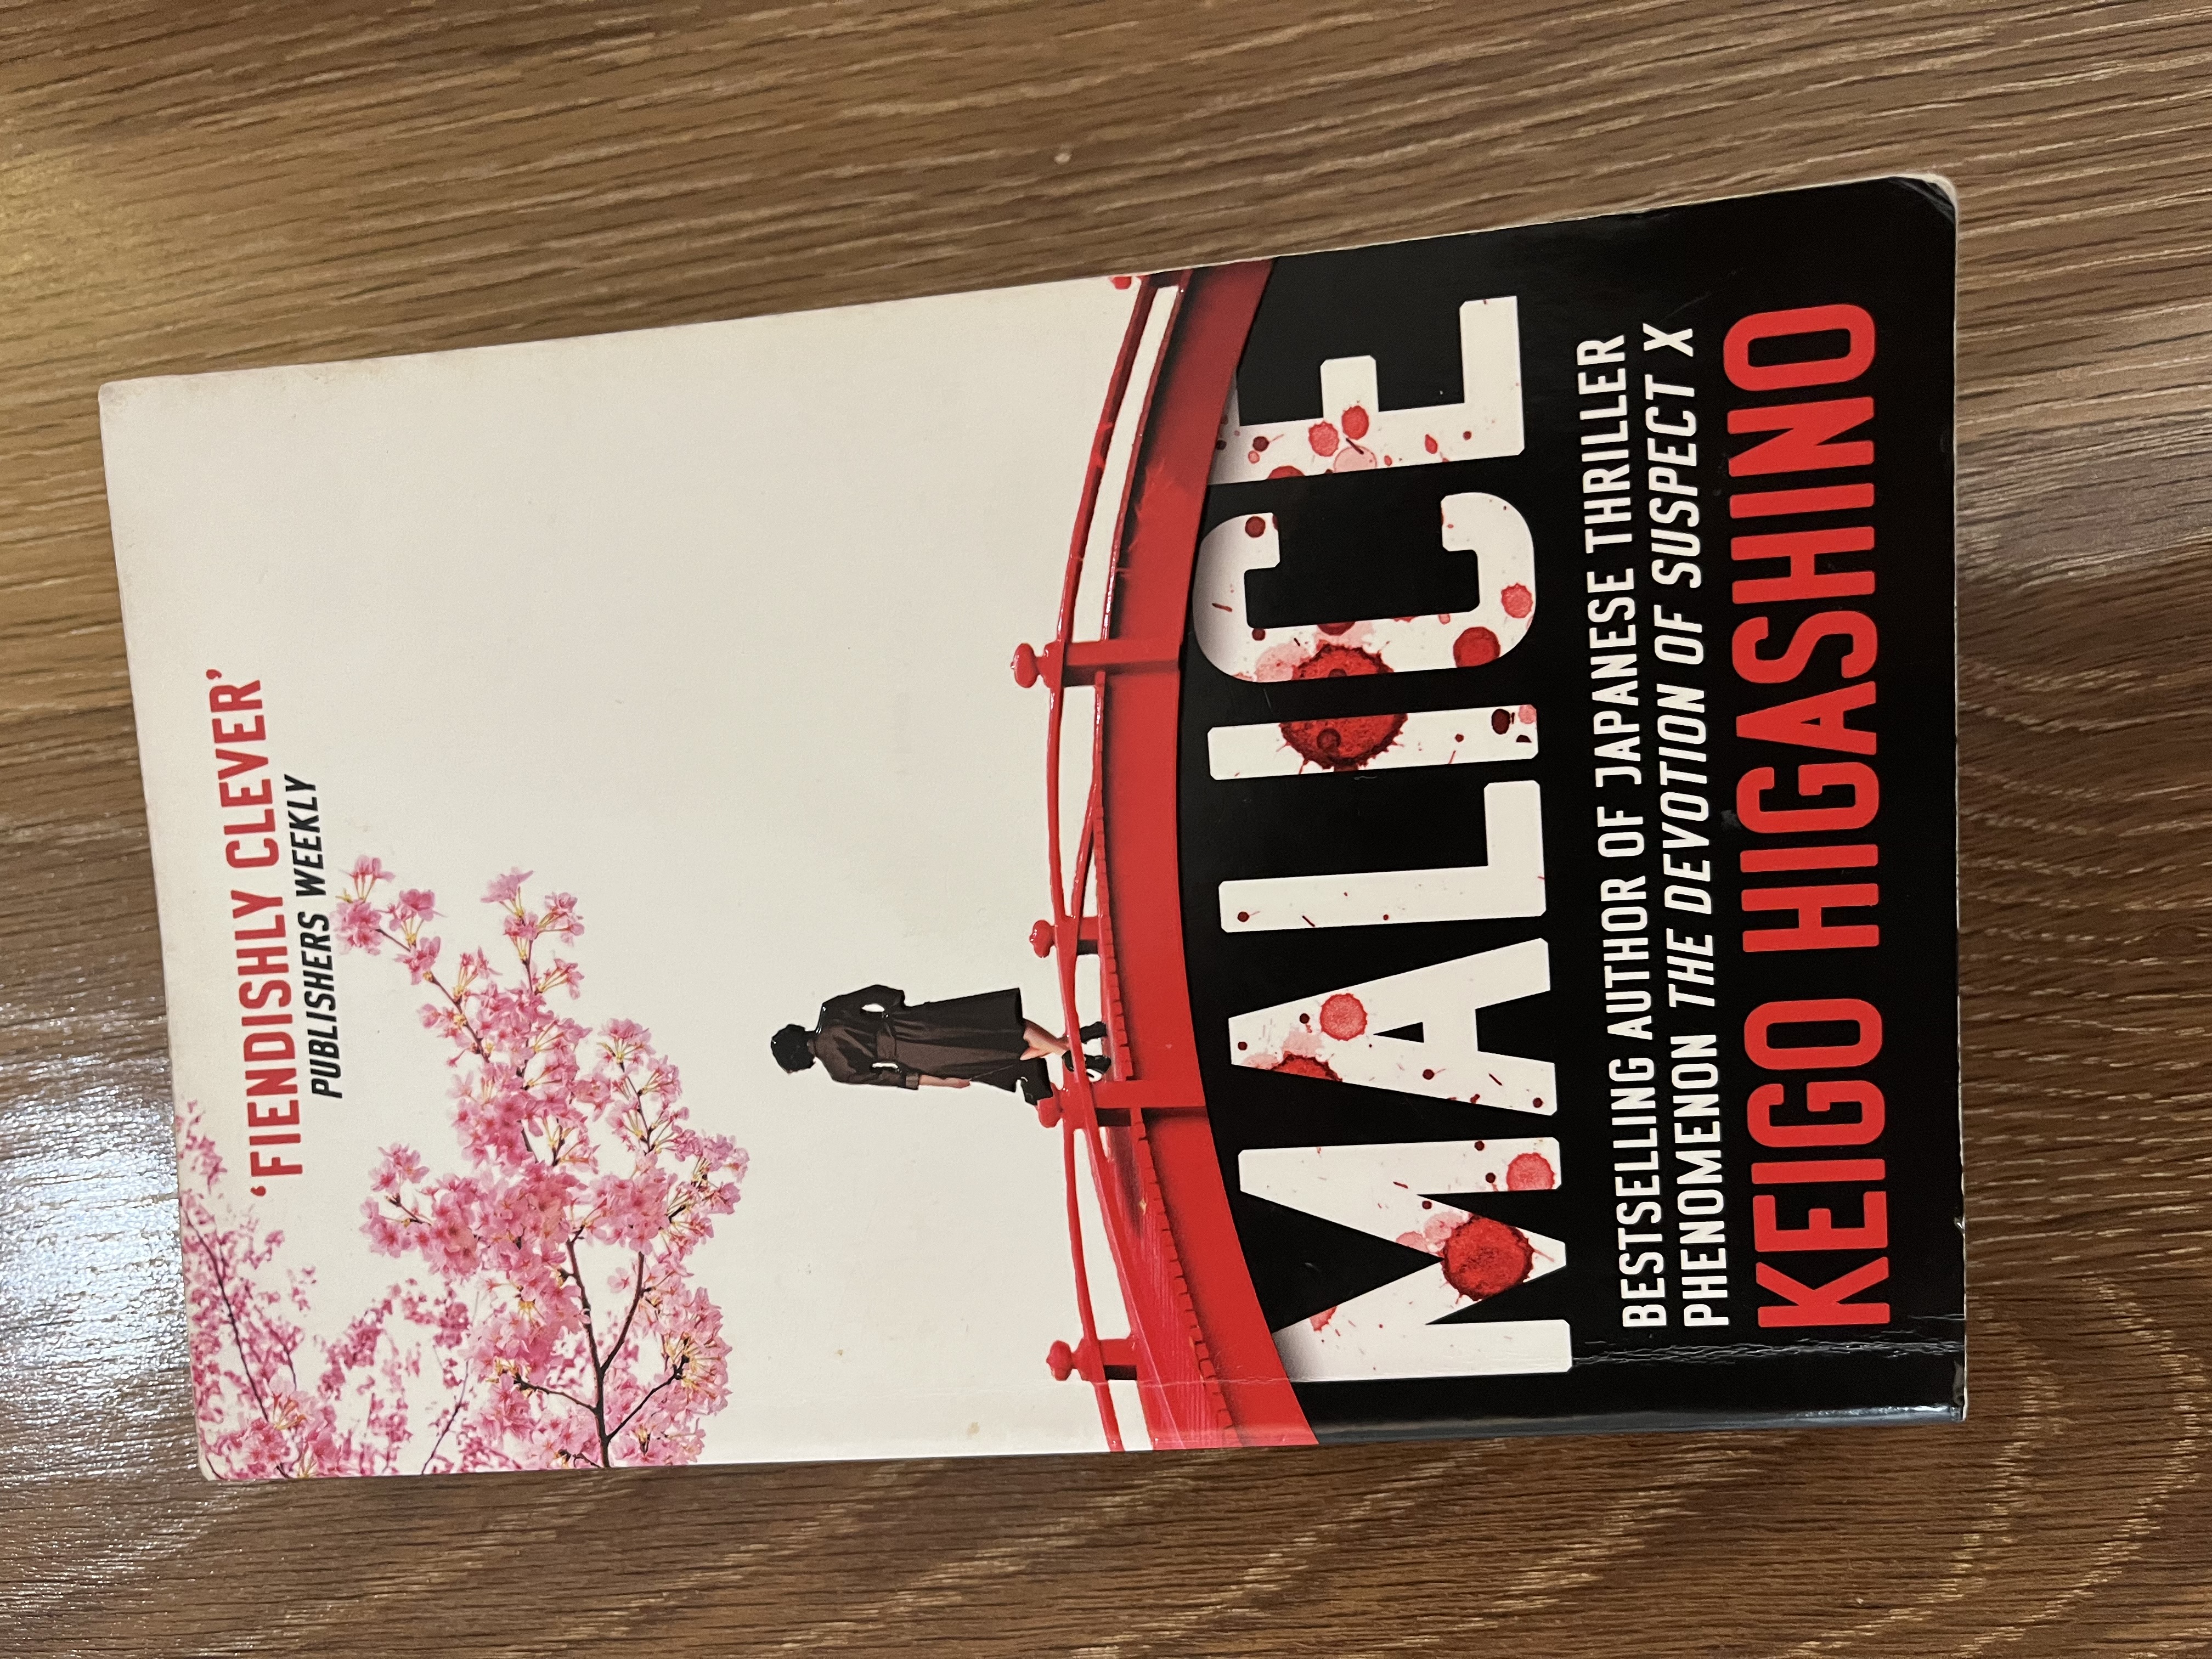 ‘FIENDISHLY CLEVER’
PUBLISHERS WEEKLY
MALICE
BESTSELLING AUTHOR OF JAPANESE THRILLER
PHENOMENON THE DEVOTION OF SUSPECT X
KEIGO HIGASHINO